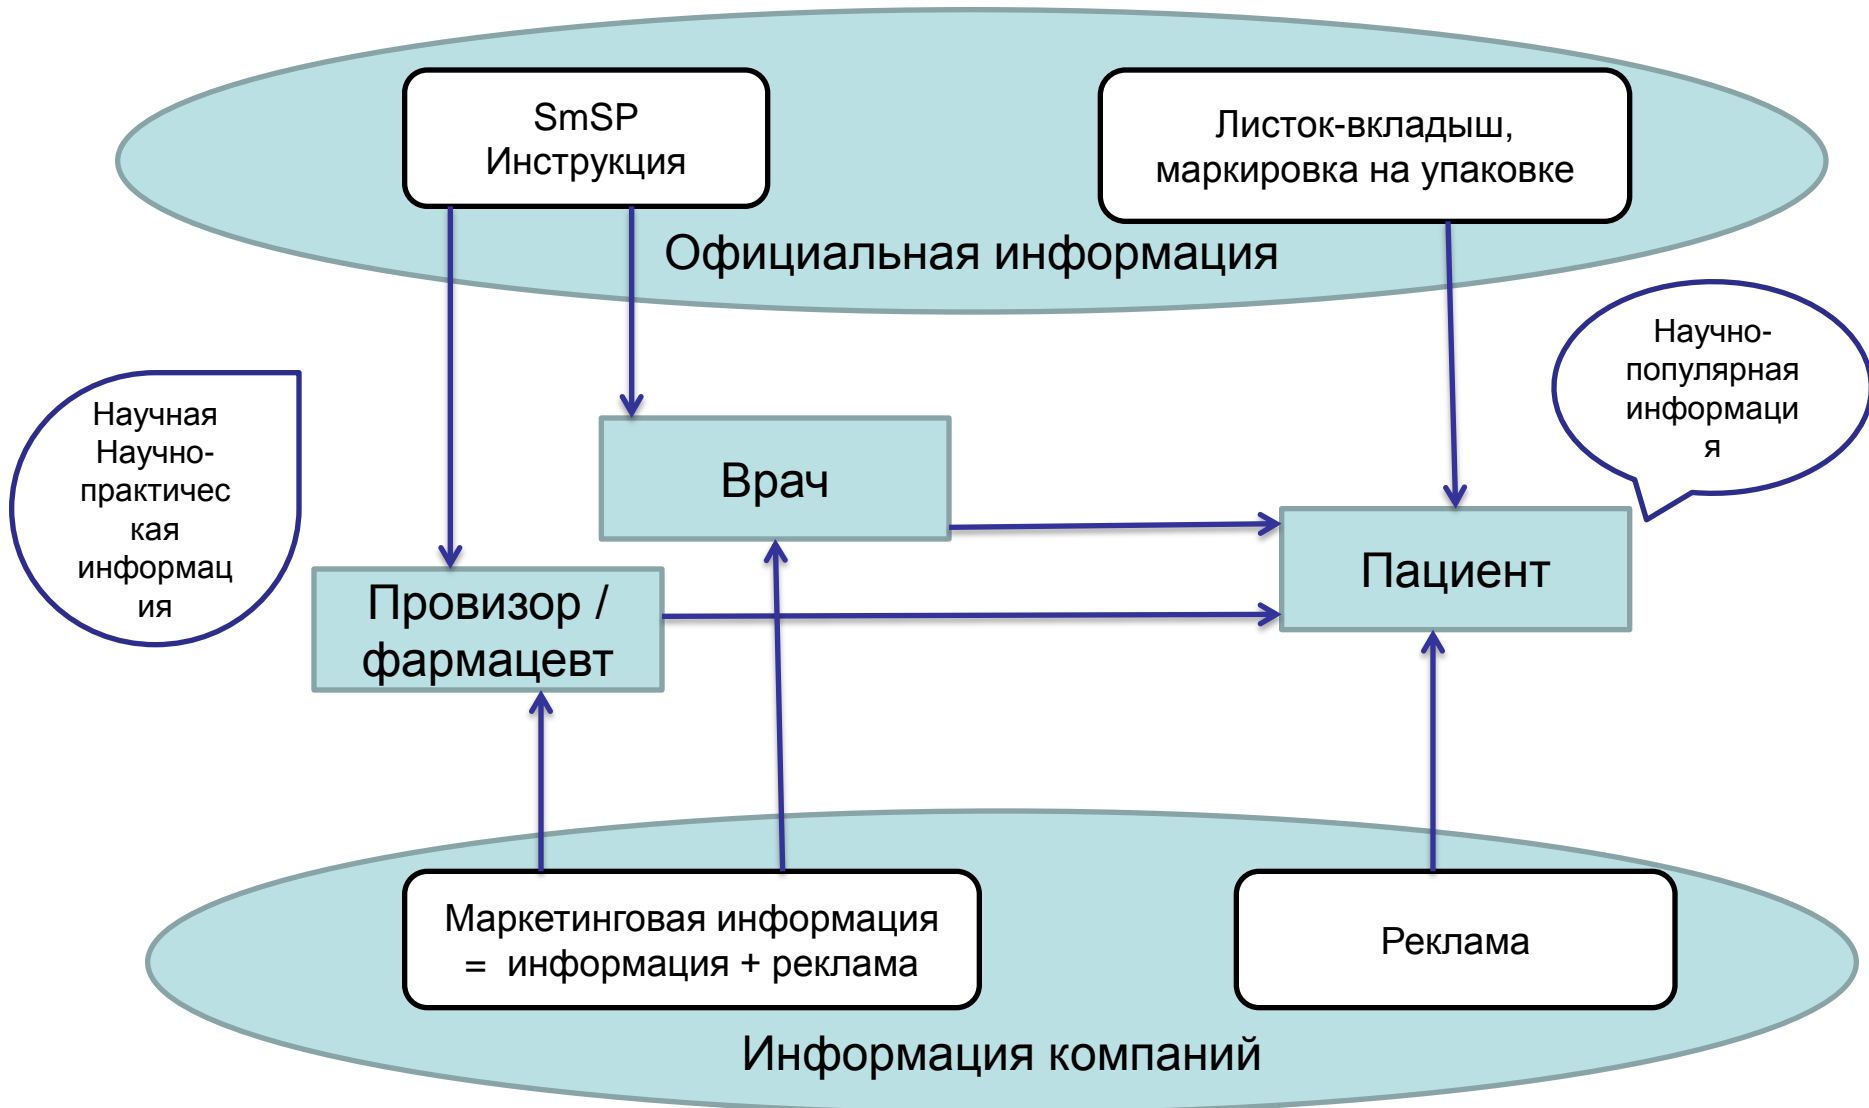 SmSP
Инструкция
Листок-вкладыш,
маркировка на упаковке
Официальная информация
Научно-
популярная
информаци
я
Научная
Научно-
практичес
кая
информац
ия
Врач
Пациент
Провизор /
фармацевт
Маркетинговая информация
= информация + реклама
Реклама
Информация компаний